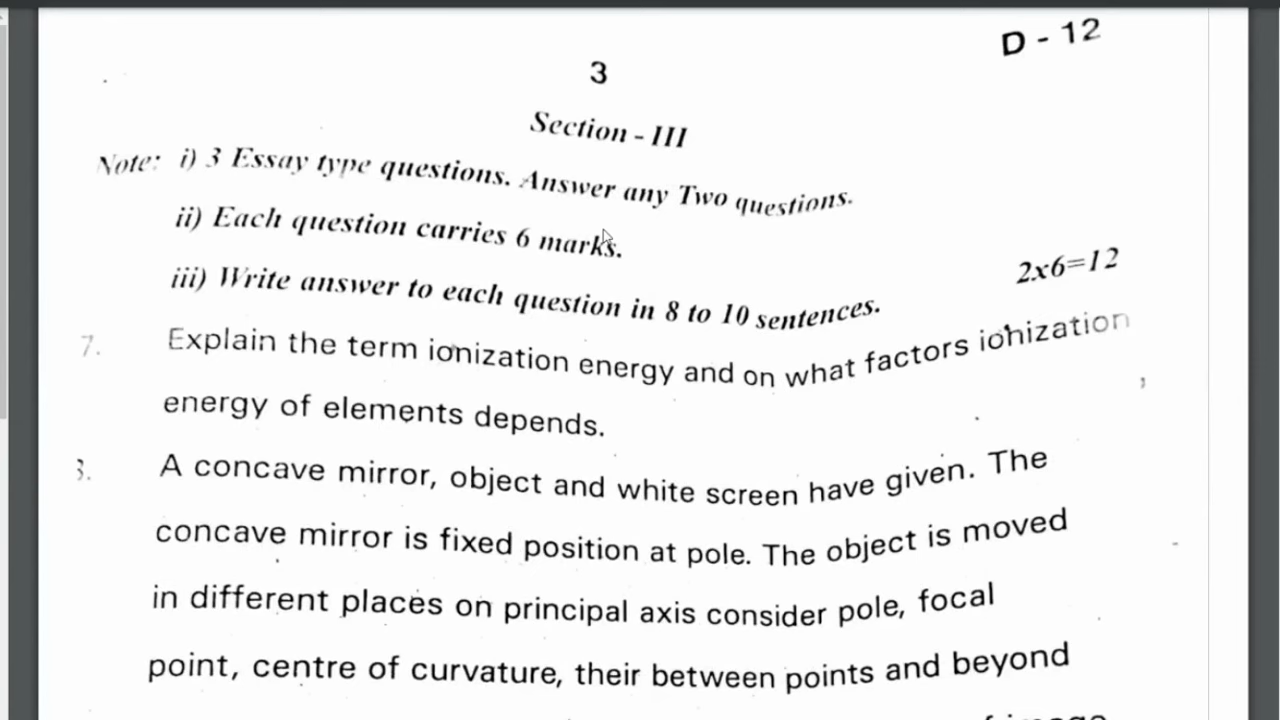 D - 12
3
Section - III
Note: i) 3 Essay type questions. Answer any Two questions.
ii) Each question carries 6 marks.
iii) Write answer to each question in 8 to 10 sentences.
2x6=12
7. Explain the term ionization energy and on what factors ionization
energy of elements depends.
A concave mirror, object and white screen have given. The
concave mirror is fixed position at pole. The object is moved
in different places on principal axis consider pole, focal
point, centre of curvature, their between points and beyond